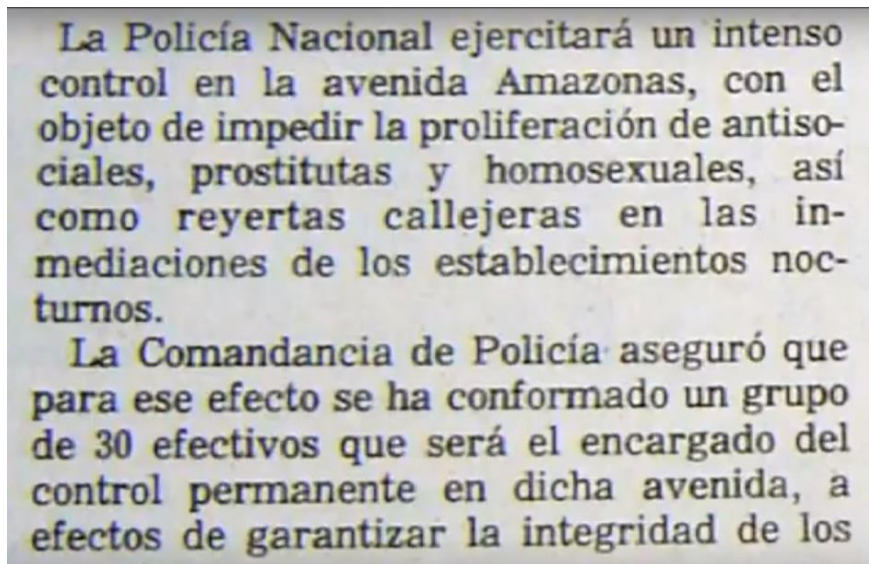 La Policía Nacional ejercitará un intenso
control en la avenida Amazonas, con el
objeto de impedir la proliferación de antiso-
ciales, prostitutas y homosexuales, así
como reyertas callejeras en las in-
mediaciones de los establecimientos noc-
turnos.
La Comandancia de Policía aseguró que
para ese efecto se ha conformado un grupo
de 30 efectivos que será el encargado del
control permanente en dicha avenida, a
efectos de garantizar la integridad de los